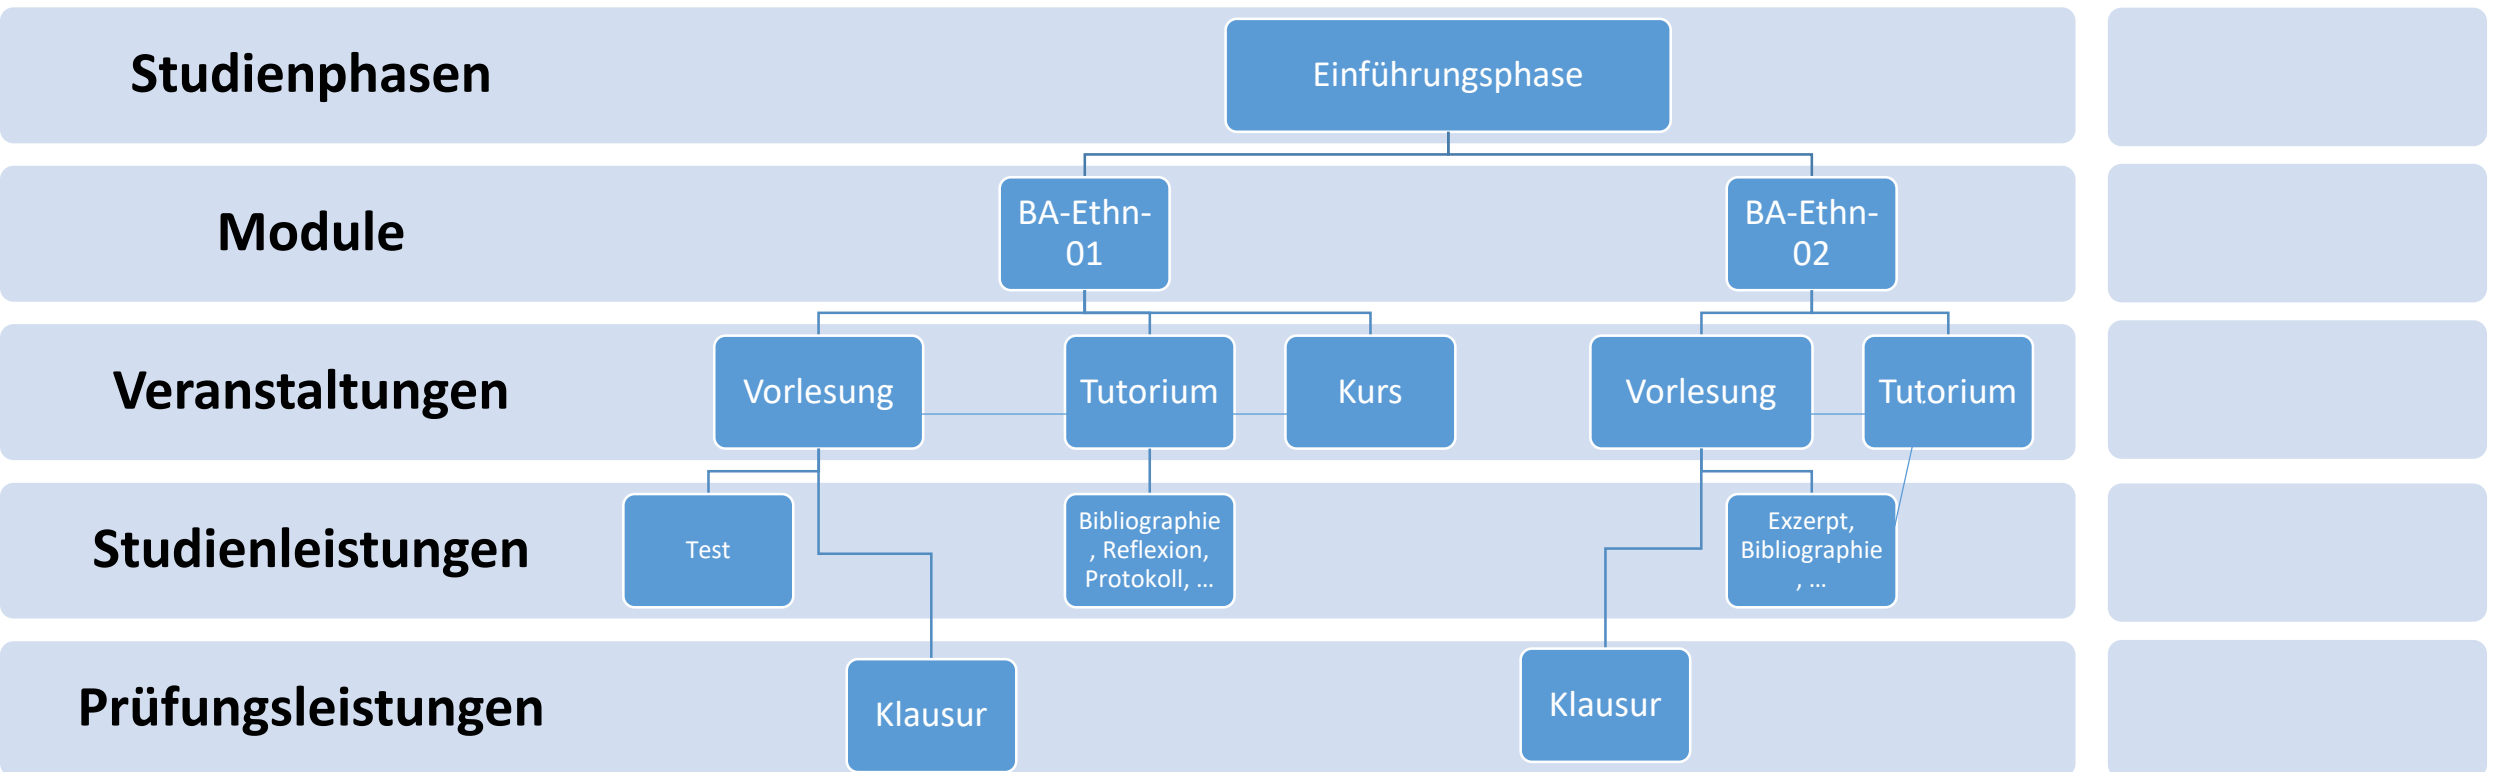 Studienphasen
Einführungsphase
Module
BA-Ethn-
01
BA-Ethn-
02
Veranstaltungen
Vorlesung
Tutorium
Kurs
Vorlesung
Tutorium
Studienleistungen
Test
Bibliographie
, Reflexion,
Protokoll, ...
Exzerpt,
Bibliographie
, ...
Prüfungsleistungen
Klausur
Klausur